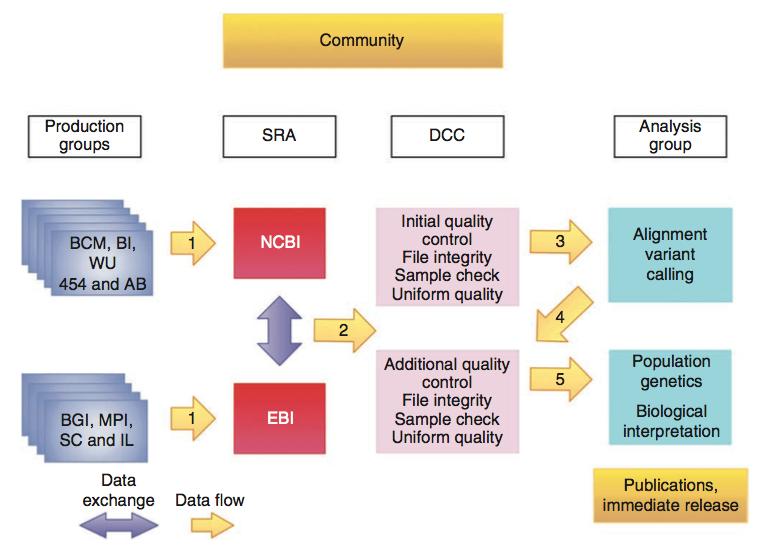 Community
Production
groups
SRA
DCC
Analysis
group
BCM, BI,
WU
454 and AB
1
NCBI
Initial quality
control
File integrity
Sample check
Uniform quality
3
Alignment
variant
calling
2
4
BGI, MPI,
SC and IL
1
EBI
Additional quality
control
File integrity
Sample check
Uniform quality
5
Population
genetics
Biological
interpretation
Data
exchange
Data flow
Publications,
immediate release